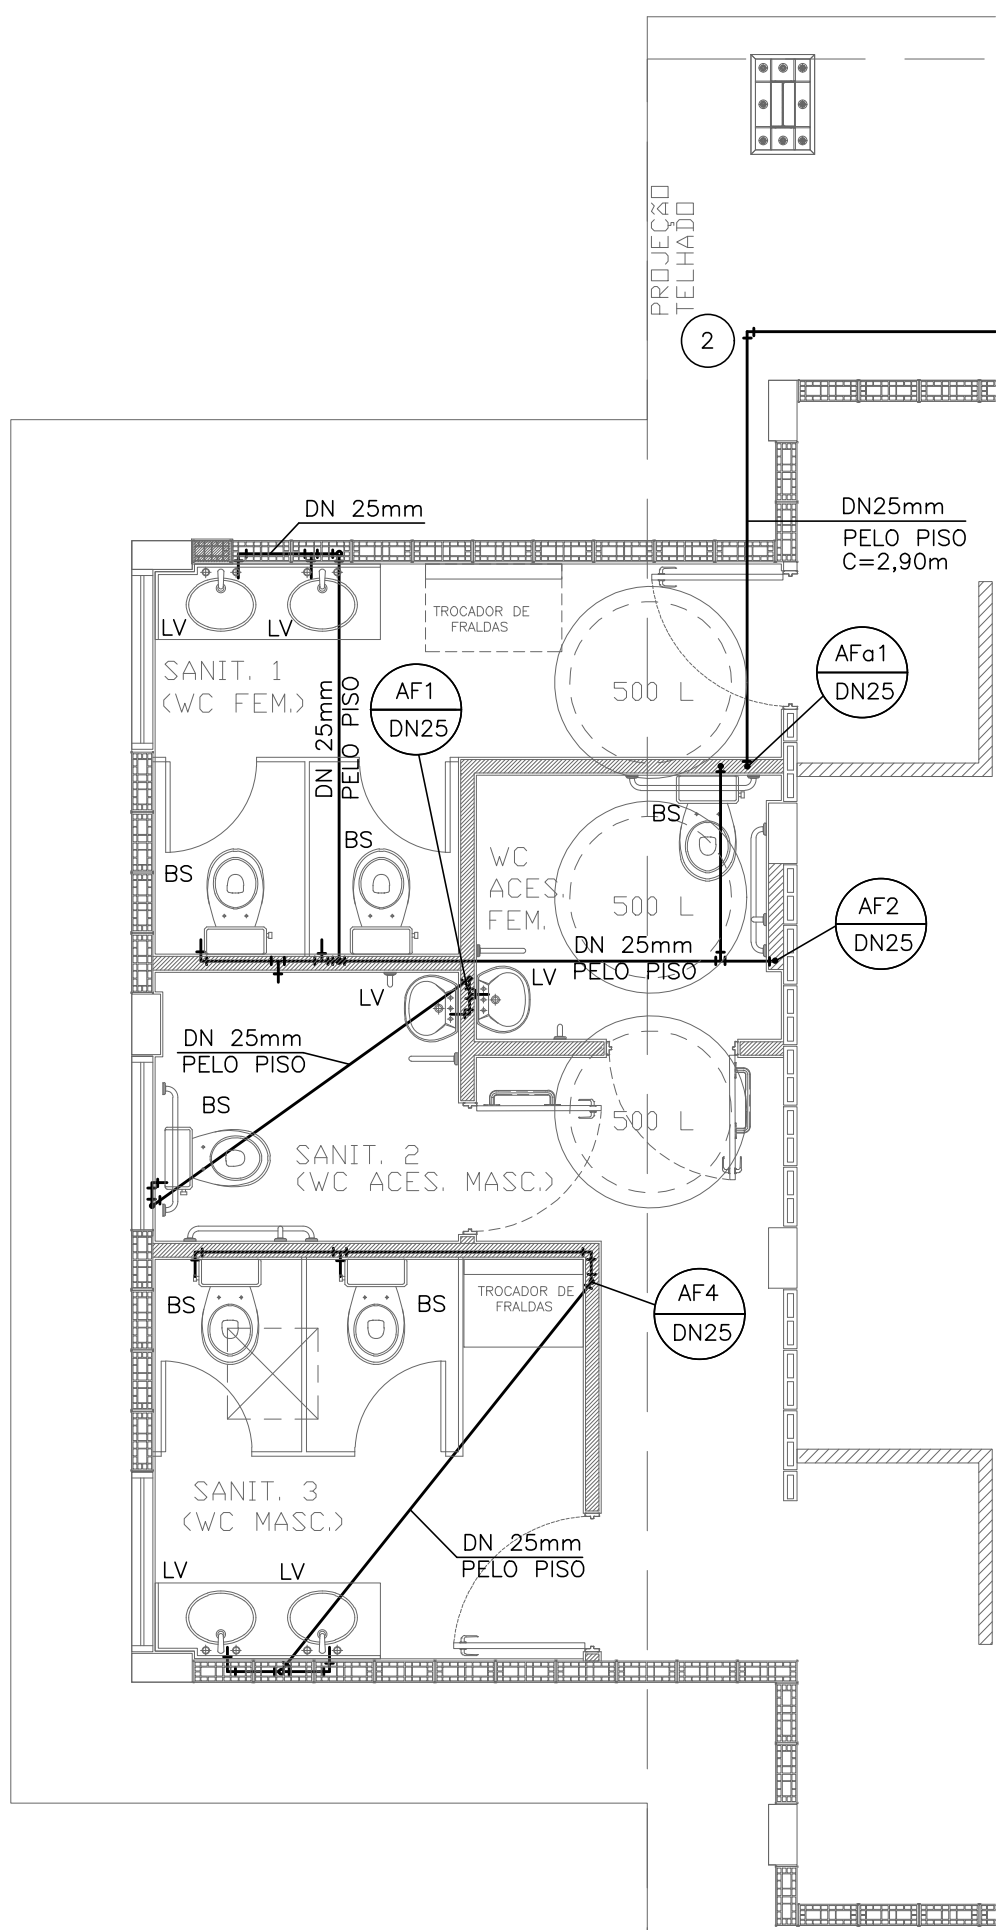 PROJEÇÃO
TELHADO
2
DN 25mm
DN25mm
PELO PISO
C=2,90m
TROCADOR DE
FRALDAS
LV
LV
SANIT. 1
(WC FEM.)
AFa1
DN25
AF1
DN25
500 L
DN 25mm
PELO PISO
BS
BS
BS
WC
ACES.
FEM.
500 L
AF2
DN25
DN 25mm
PELO PISO
LV
LV
DN 25mm
PELO PISO
BS
500 L
SANIT. 2
(WC ACES. MASC.)
BS
BS
TROCADOR DE
FRALDAS
AF4
DN25
SANIT. 3
(WC MASC.)
DN 25mm
PELO PISO
LV
LV